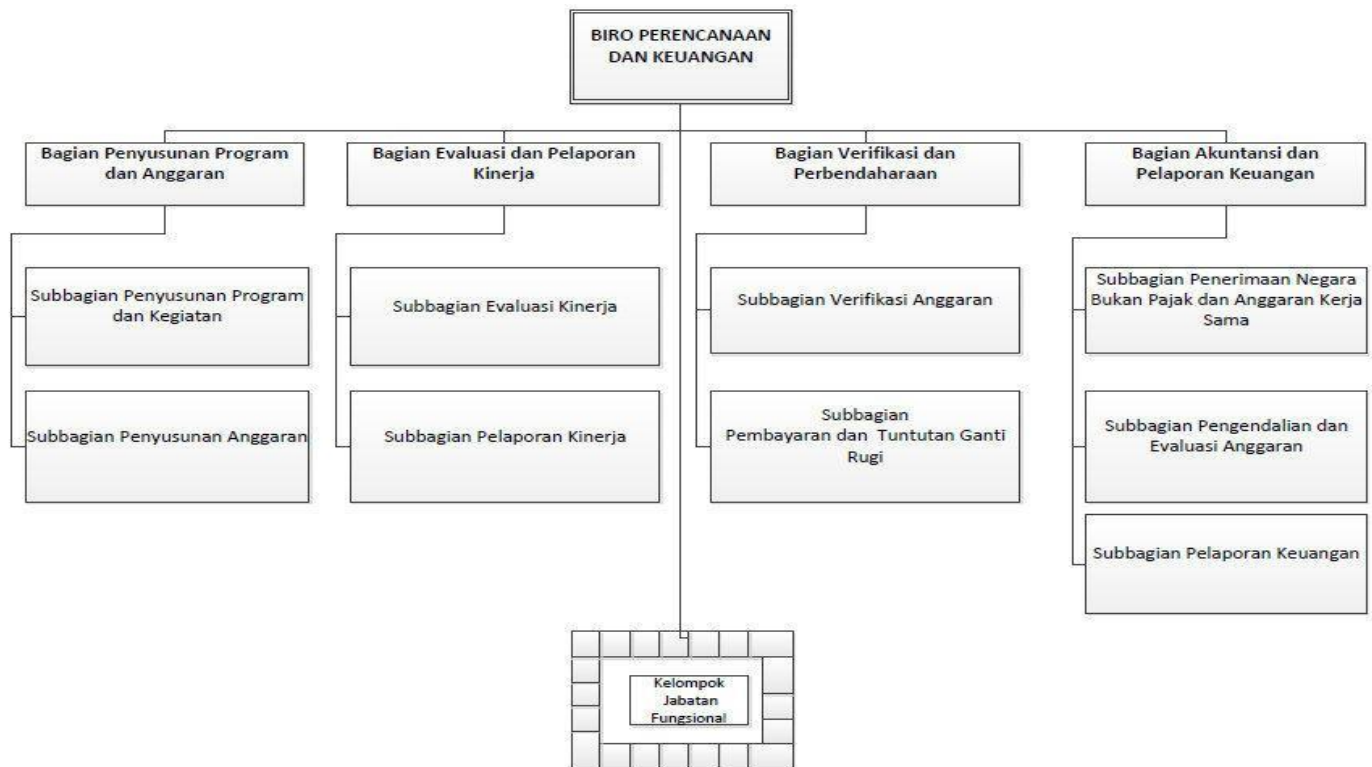 BIRO PERENCANAAN
DAN KEUANGAN
Bagian Penyusunan Program
dan Anggaran
Bagian Evaluasi dan Pelaporan
Kinerja
Bagian Verifikasi dan
Perbendaharaan
Bagian Akuntansi dan
Pelaporan Keuangan
Subbagian Penyusunan Program
dan Kegiatan
Subbagian Evaluasi Kinerja
Subbagian Verifikasi Anggaran
Subbagian Penerimaan Negara
Bukan Pajak dan Anggaran Kerja
Sama
Subbagian Penyusunan Anggaran
Subbagian Pelaporan Kinerja
Subbagian
Pembayaran dan Tuntutan Ganti
Rugi
Subbagian Pengendalian dan
Evaluasi Anggaran
Subbagian Pelaporan Keuangan
Kelompok
Jabatan
Fungsional